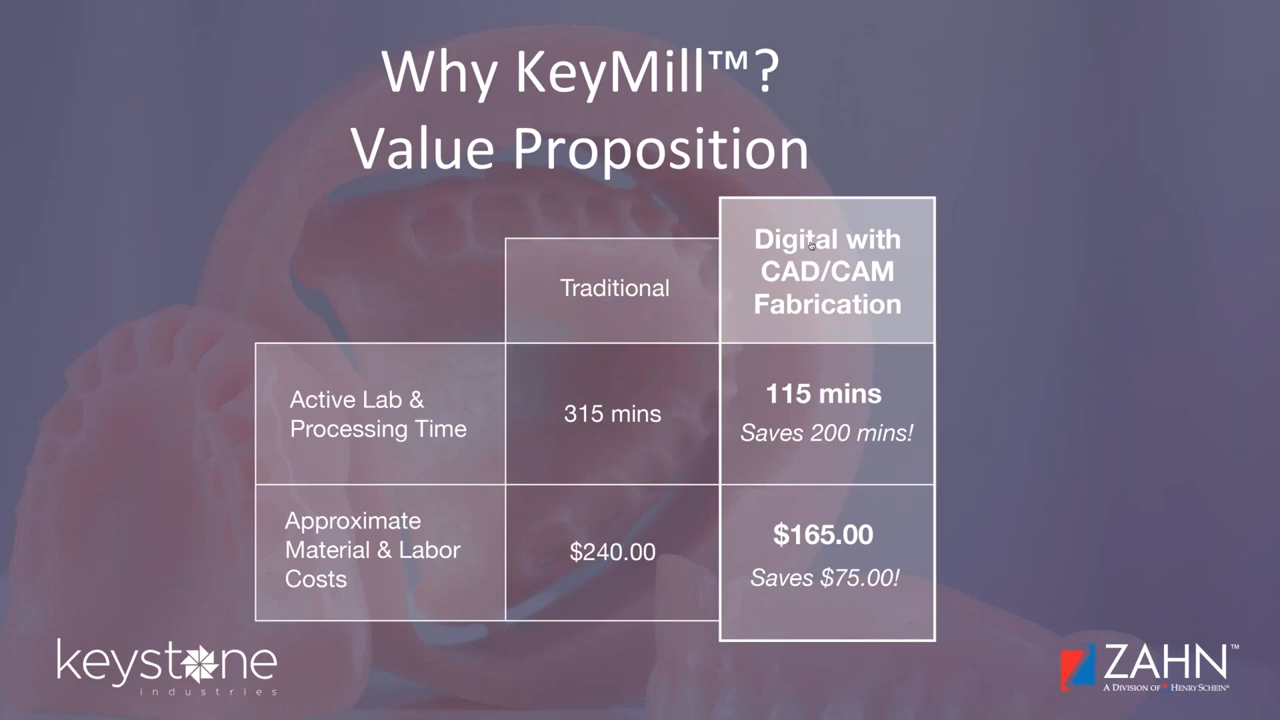 Why KeyMill™?
Value Proposition
Traditional
Digital with
CAD/CAM
Fabrication
Active Lab &
Processing Time
315 mins
115 mins
Saves 200 mins!
Approximate
Material & Labor
Costs
$240.00
$165.00
Saves $75.00!
keystone
industries
ZAHN™
A DIVISION OF HENRY SCHEIN®